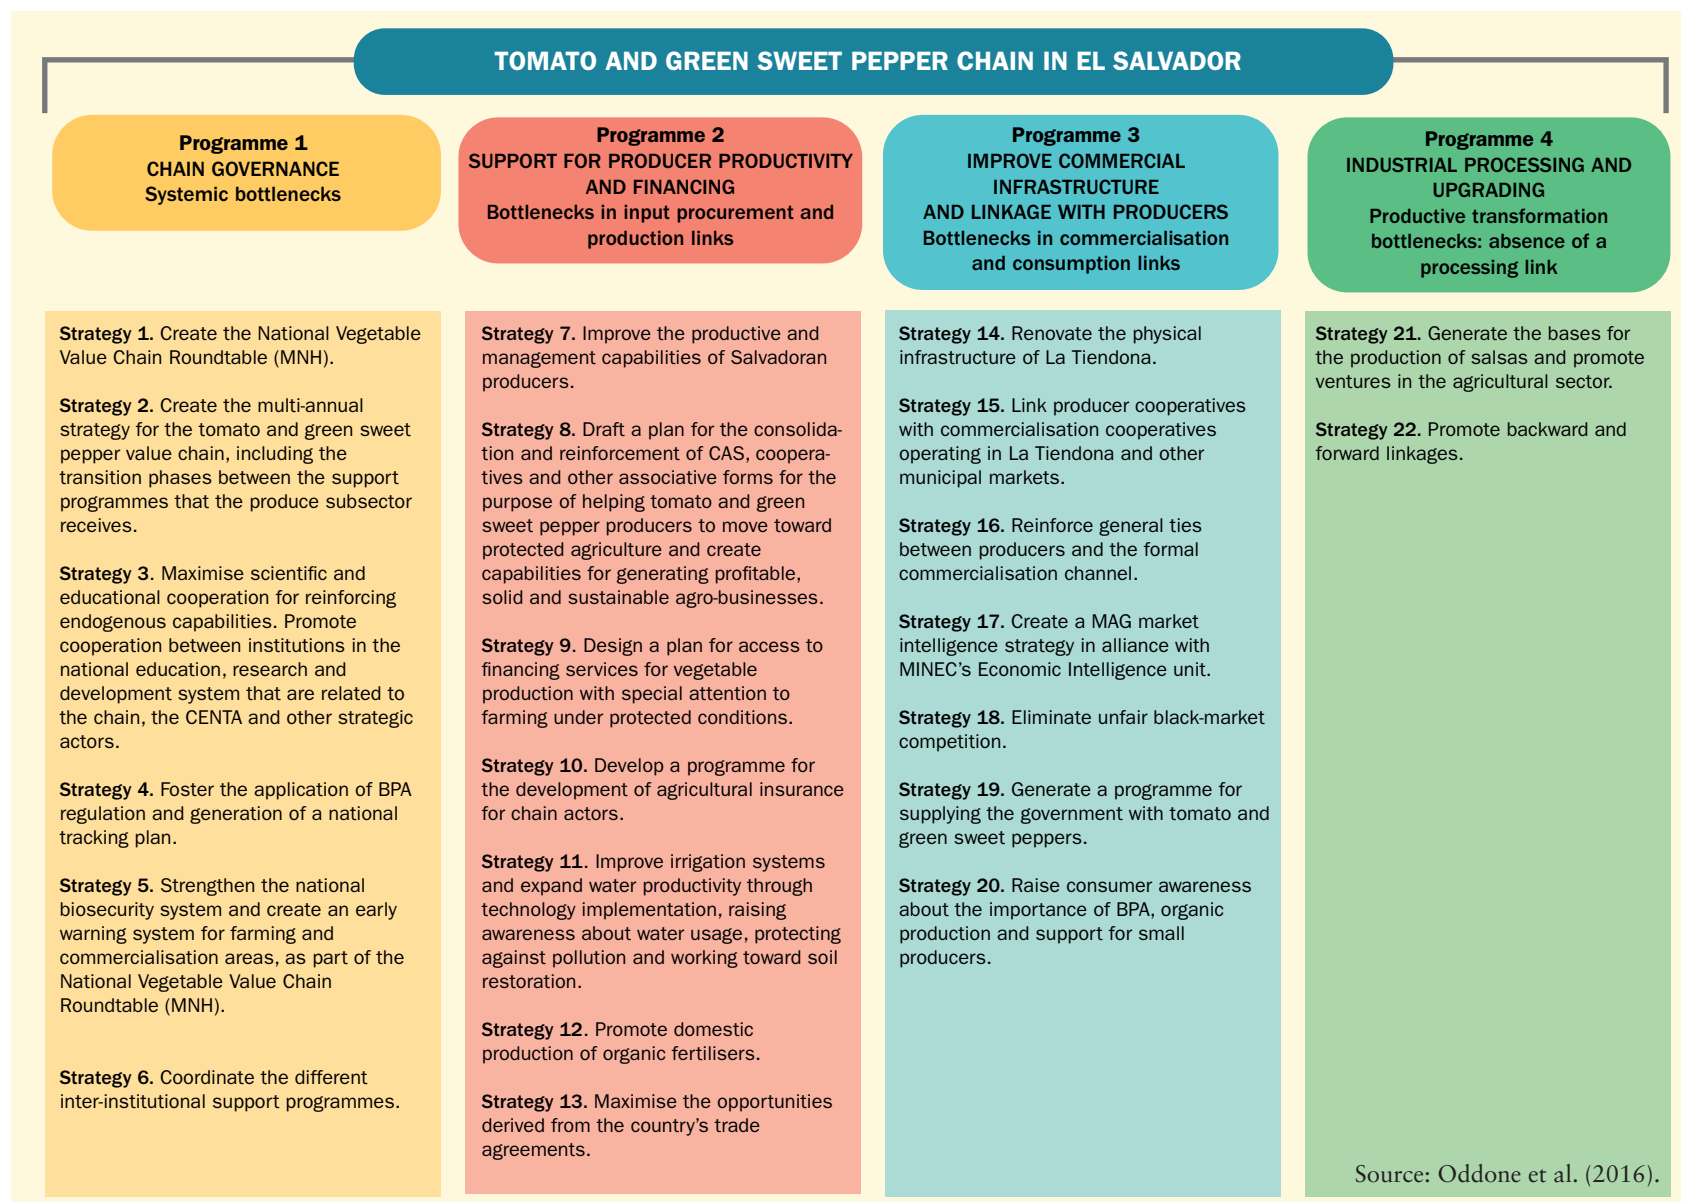 TOMATO AND GREEN SWEET PEPPER CHAIN IN EL SALVADOR
Programme 1
CHAIN GOVERNANCE
Systemic bottlenecks
Strategy 1. Create the National Vegetable
Value Chain Roundtable (MNH).
Strategy 2. Create the multi-annual
strategy for the tomato and green sweet
pepper value chain, including the
transition phases between the support
programmes that the produce subsector
receives.
Strategy 3. Maximise scientific and
educational cooperation for reinforcing
endogenous capabilities. Promote
cooperation between institutions in the
national education, research and
development system that are related to
the chain, the CENTA and other strategic
actors.
Strategy 4. Foster the application of BPA
regulation and generation of a national
tracking plan.
Strategy 5. Strengthen the national
biosecurity system and create an early
warning system for farming and
commercialisation areas, as part of the
National Vegetable Value Chain
Roundtable (MNH).
Strategy 6. Coordinate the different
inter-institutional support programmes.
Programme 2
SUPPORT FOR PRODUCER PRODUCTIVITY
AND FINANCING
Bottlenecks in input procurement and
production links
Strategy 7. Improve the productive and
management capabilities of Salvadoran
producers.
Strategy 8. Draft a plan for the consolida-
tion and reinforcement of CAS, coopera-
tives and other associative forms for the
purpose of helping tomato and green
sweet pepper producers to move toward
protected agriculture and create
capabilities for generating profitable,
solid and sustainable agro-businesses.
Strategy 9. Design a plan for access to
financing services for vegetable
production with special attention to
farming under protected conditions.
Strategy 10. Develop a programme for
the development of agricultural insurance
for chain actors.
Strategy 11. Improve irrigation systems
and expand water productivity through
technology implementation, raising
awareness about water usage, protecting
against pollution and working toward soil
restoration.
Strategy 12. Promote domestic
production of organic fertilisers.
Strategy 13. Maximise the opportunities
derived from the country's trade
agreements.
Programme 3
IMPROVE COMMERCIAL
INFRASTRUCTURE
AND LINKAGE WITH PRODUCERS
Bottlenecks in commercialisation
and consumption links
Strategy 14. Renovate the physical
infrastructure of La Tiendona.
Strategy 15. Link producer cooperatives
with commercialisation cooperatives
operating in La Tiendona and other
municipal markets.
Strategy 16. Reinforce general ties
between producers and the formal
commercialisation channel.
Strategy 17. Create a MAG market
intelligence strategy in alliance with
MINEC's Economic Intelligence unit.
Strategy 18. Eliminate unfair black-market
competition.
Strategy 19. Generate a programme for
supplying the government with tomato and
green sweet peppers.
Strategy 20. Raise consumer awareness
about the importance of BPA, organic
production and support for small
producers.
Programme 4
INDUSTRIAL PROCESSING AND
UPGRADING
Productive transformation
bottlenecks: absence of a
processing link
Strategy 21. Generate the bases for
the production of salsas and promote
ventures in the agricultural sector.
Strategy 22. Promote backward and
forward linkages.
Source: Oddone et al. (2016).